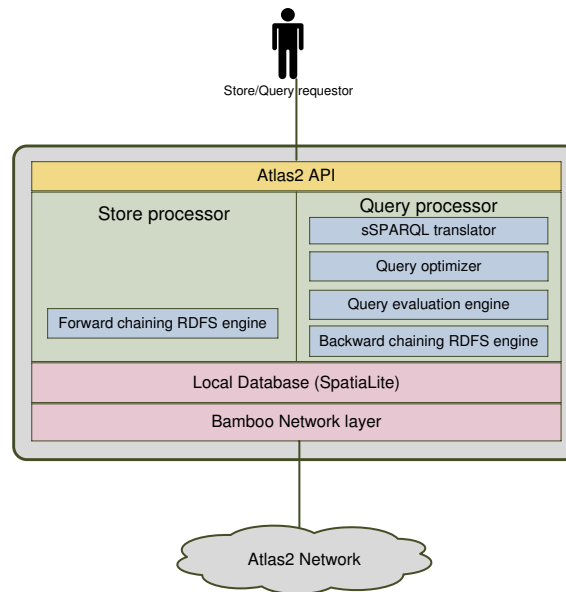 Store/Query requestor
Atlas2 API
Store processor
Forward chaining RDFS engine
Query processor
sSPARQL translator
Query optimizer
Query evaluation engine
Backward chaining RDFS engine
Local Database (SpatiaLite)
Bamboo Network layer
Atlas2 Network